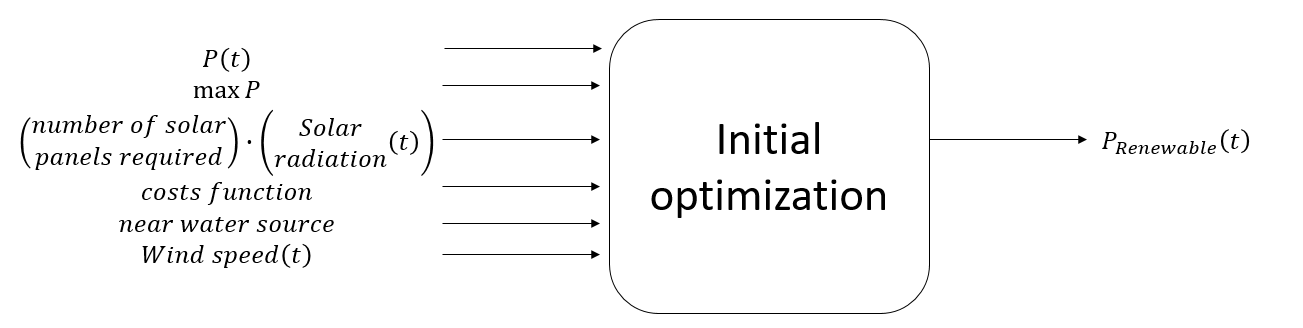 P(t)
max P
(number of solar panels required) · (Solar radiation (t))
costs function
near water source
Wind speed(t)
Initial
optimization
P_Renewable(t)